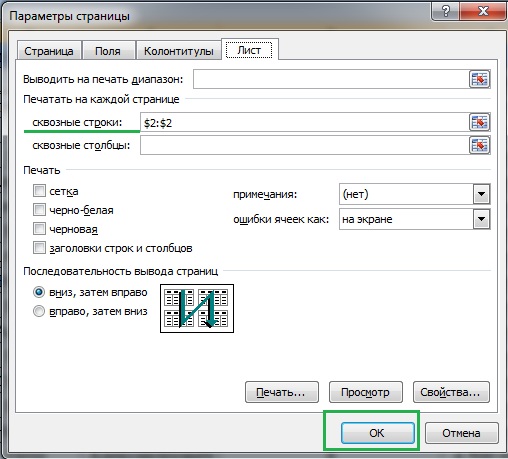 Параметры страницы
Страница Поля Колонтитулы Лист
Выводить на печать диапазон:
Печатать на каждой странице
сквозные строки: $2:$2
сквозные столбцы:
Печать
сетка примечания: (нет)
черно-белая ошибки ячеек как: на экране
черновая
заголовки строк и столбцов
Последовательность вывода страниц
вниз, затем вправо
вправо, затем вниз
Печать... Просмотр Свойства...
ОК Отмена